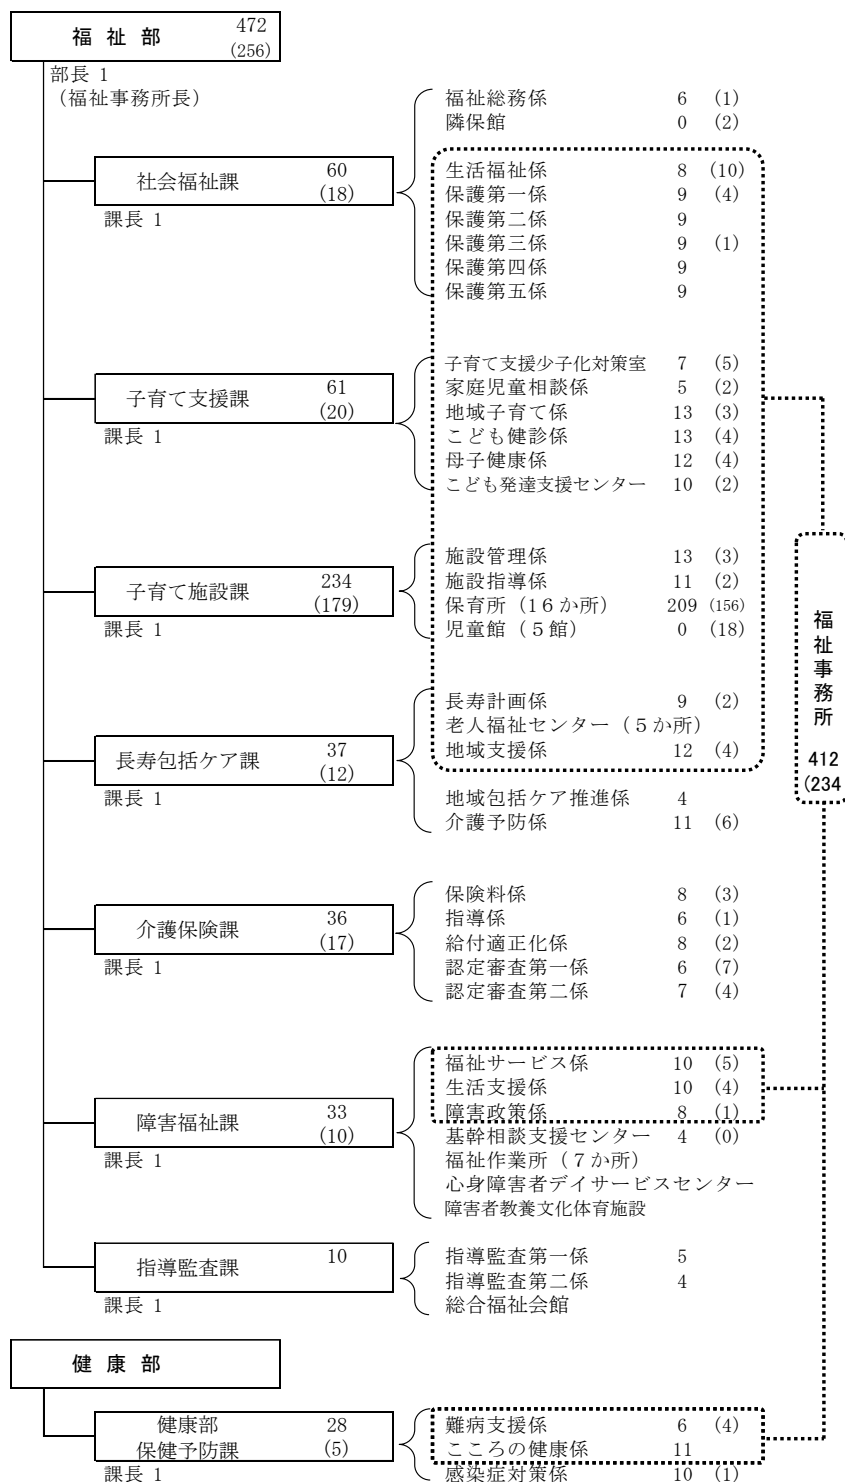 福 祉 部 472
(256)
部長 1
（福祉事務所長）
福祉総務係 6 (1)
隣保館 0 (2)
社会福祉課 60
(18)
課長 1
生活福祉係 8 (10)
保護第一係 9 (4)
保護第二係 9
保護第三係 9 (1)
保護第四係 9
保護第五係 9
子育て支援課 61
(20)
課長 1
子育て支援少子化対策室 7 (5)
家庭児童相談係 5 (2)
地域子育て係 13 (3)
こども健診係 13 (4)
母子健康係 12 (4)
こども発達支援センター 10 (2)
子育て施設課 234
(179)
課長 1
施設管理係 13 (3)
施設指導係 11 (2)
保育所（16か所） 209 (156)
児童館（５館） 0 (18)
福祉事務所
412
(234
長寿包括ケア課 37
(12)
課長 1
長寿計画係 9 (2)
老人福祉センター（５か所）
地域支援係 12 (4)
地域包括ケア推進係 4
介護予防係 11 (6)
介護保険課 36
(17)
課長 1
保険料係 8 (3)
指導係 6 (1)
給付適正化係 8 (2)
認定審査第一係 6 (7)
認定審査第二係 7 (4)
障害福祉課 33
(10)
課長 1
福祉サービス係 10 (5)
生活支援係 10 (4)
障害政策係 8 (1)
基幹相談支援センター 4 (0)
福祉作業所（７か所）
心身障害者デイサービスセンター
障害者教養文化体育施設
指導監査課 10
課長 1
指導監査第一係 5
指導監査第二係 4
総合福祉会館
健 康 部
健康部 28
保健予防課 (5)
課長 1
難病支援係 6 (4)
こころの健康係 11
感染症対策係 10 (1)